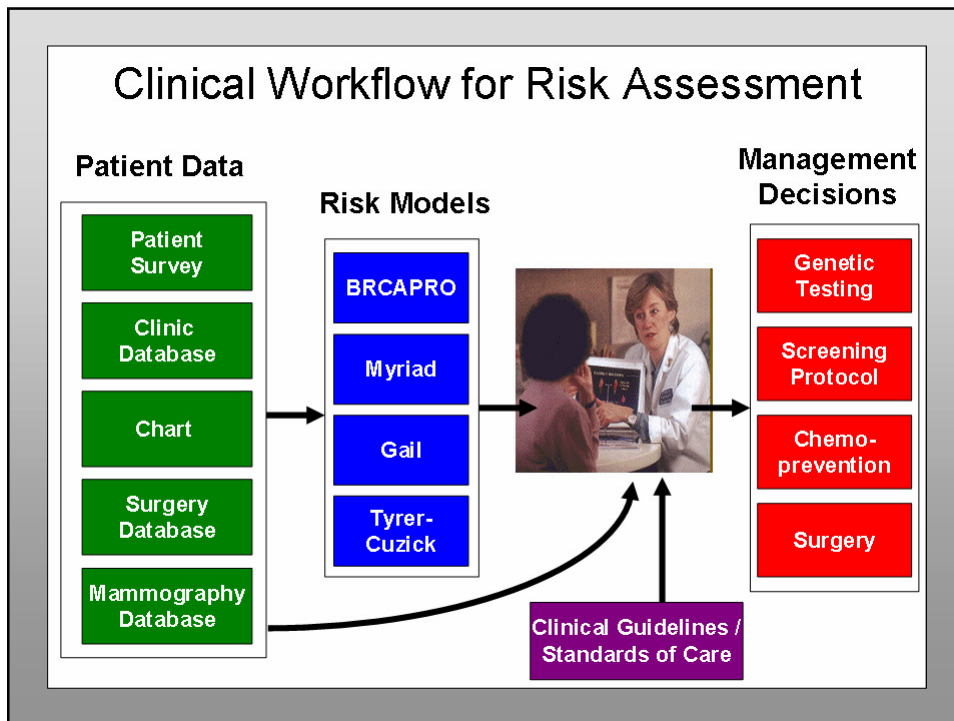 Clinical Workflow for Risk Assessment
Patient Data
Patient
Survey
Clinic
Database
Chart
Surgery
Database
Mammography
Database
Risk Models
BRCAPRO
Myriad
Gail
Tyrer-
Cuzick
Clinical Guidelines /
Standards of Care
Management
Decisions
Genetic
Testing
Screening
Protocol
Chemo-
prevention
Surgery